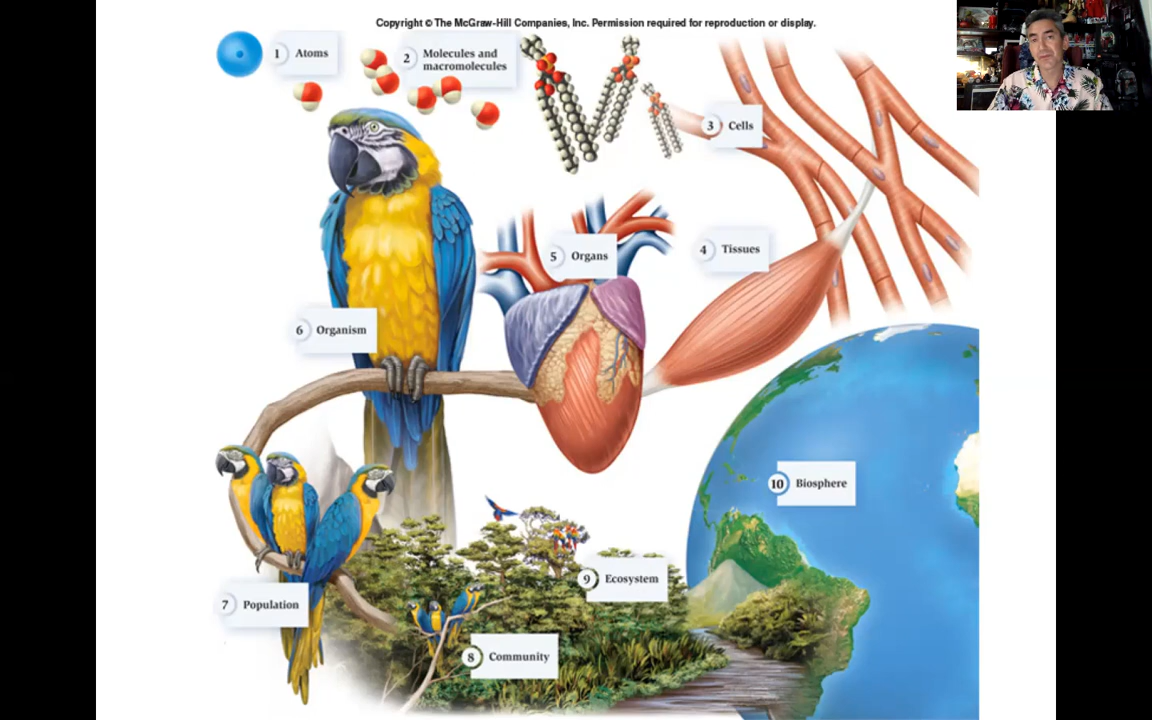 Copyright © The McGraw-Hill Companies, Inc. Permission required for reproduction or display.
1 Atoms
2 Molecules and
macromolecules
3 Cells
4 Tissues
5 Organs
6 Organism
7 Population
8 Community
9 Ecosystem
10 Biosphere